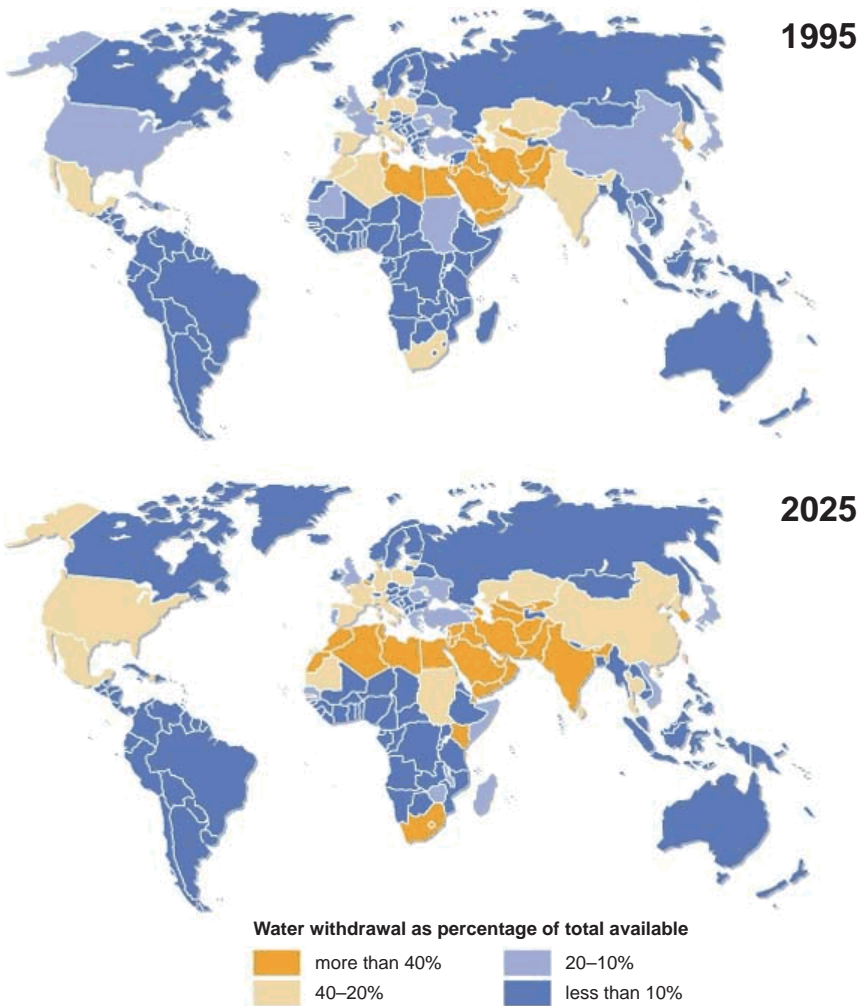 1995
2025
Water withdrawal as percentage of total available
more than 40%
20–10%
40–20%
less than 10%